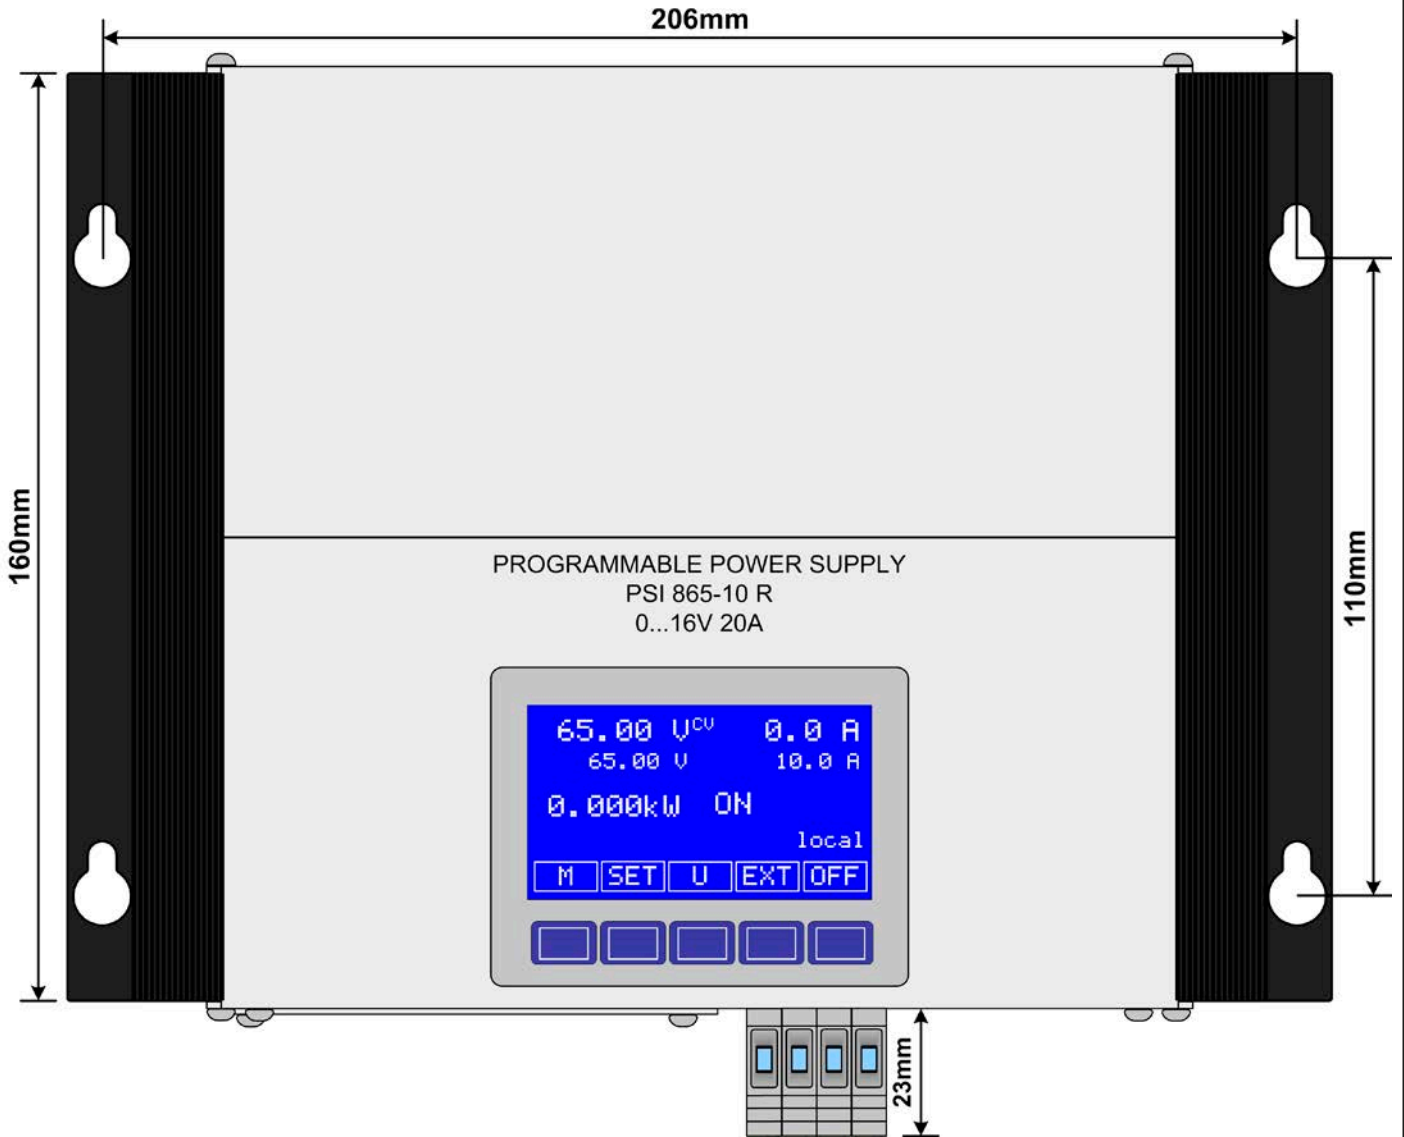 206mm
160mm
110mm
PROGRAMMABLE POWER SUPPLY
PSI 865-10 R
0...16V 20A
65.00 VCV 0.0 A
65.00 V 10.0 A
0.000kW ON
local
M SET U EXT OFF
23mm